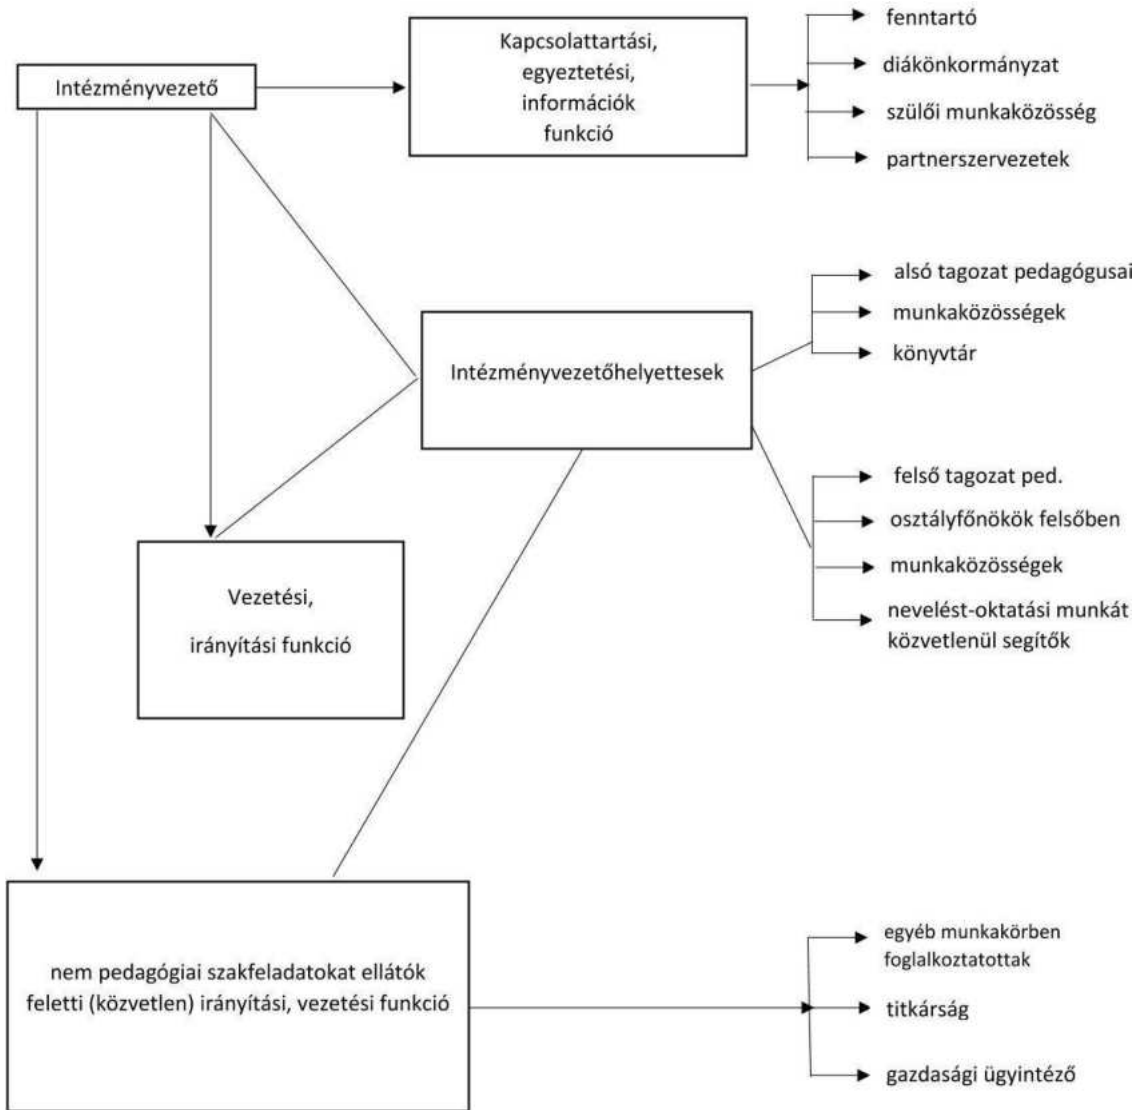 Intézményvezető
Kapcsolattartási,
egyeztetési,
információk
funkció
fenntartó
diákönkormányzat
szülői munkaközösség
partnerszervezetek
Intézményvezetőhelyettesek
alsó tagozat pedagógusai
munkaközösségek
könyvtár
felső tagozat ped.
osztályfőnökök felsőben
munkaközösségek
nevelést-oktatási munkát
közvetlenül segítők
Vezetési,
irányítási funkció
nem pedagógiai szakfeladatokat ellátók
feletti (közvetlen) irányítási, vezetési funkció
egyéb munkakörben
foglalkoztatottak
titkárság
gazdasági ügyintéző